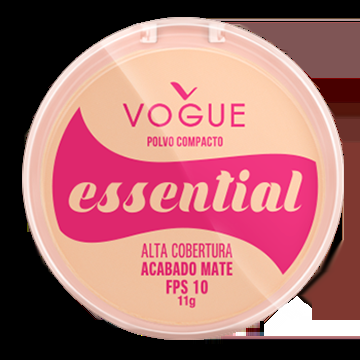 VOGUE
POLVO COMPACTO
essential
ALTA COBERTURA
ACABADO MATE
FPS 10
11g